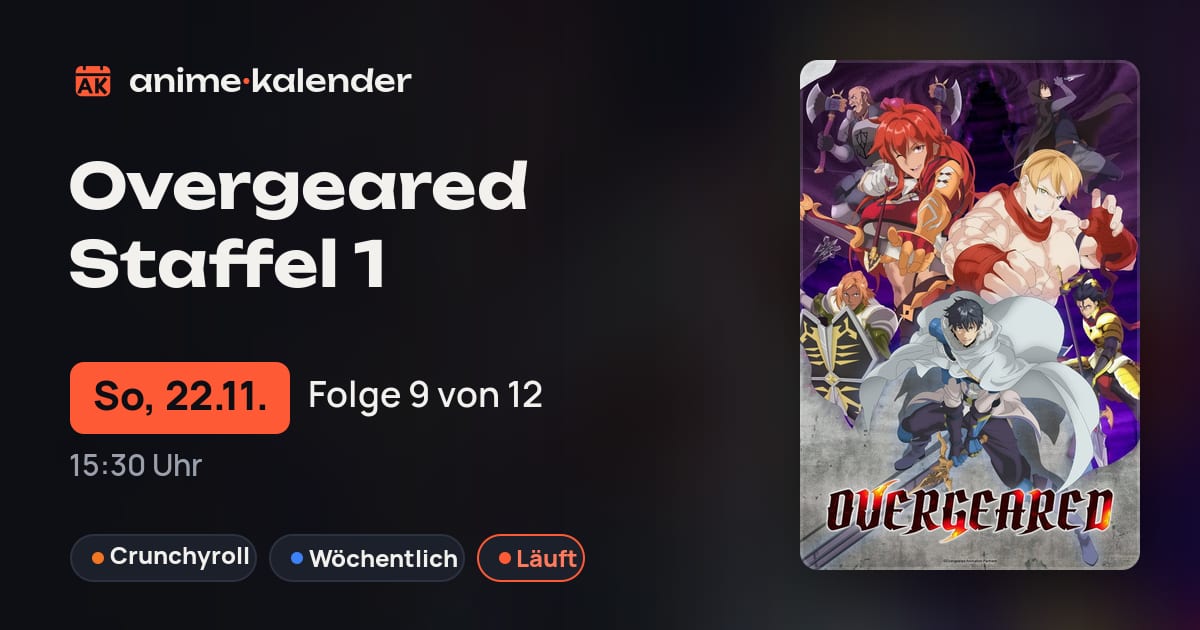 AK
anime·kalender
Overgeared
Staffel 1
So, 22.11.
Folge 9 von 12
15:30 Uhr
Crunchyroll
Wöchentlich
Läuft
OVERGEARED